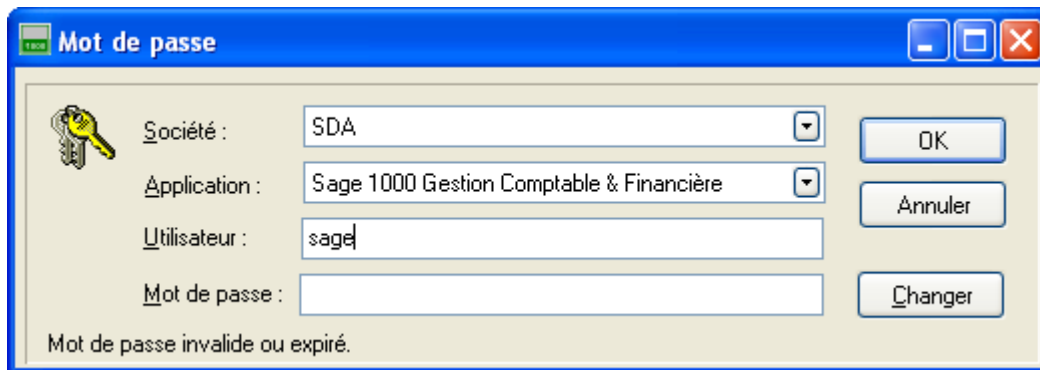 Mot de passe
Société : SDA
OK
Application : Sage 1000 Gestion Comptable & Financière
Annuler
Utilisateur : sage
Mot de passe :
Changer
Mot de passe invalide ou expiré.